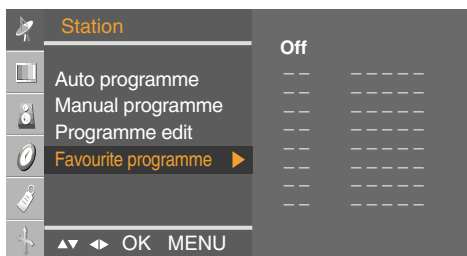 Station
Off
Auto programme
Manual programme
Programme edit
Favourite programme ▶
-- -----
-- -----
-- -----
-- -----
-- -----
-- -----
-- -----
-- -----
▲▼ ◀▶ OK MENU